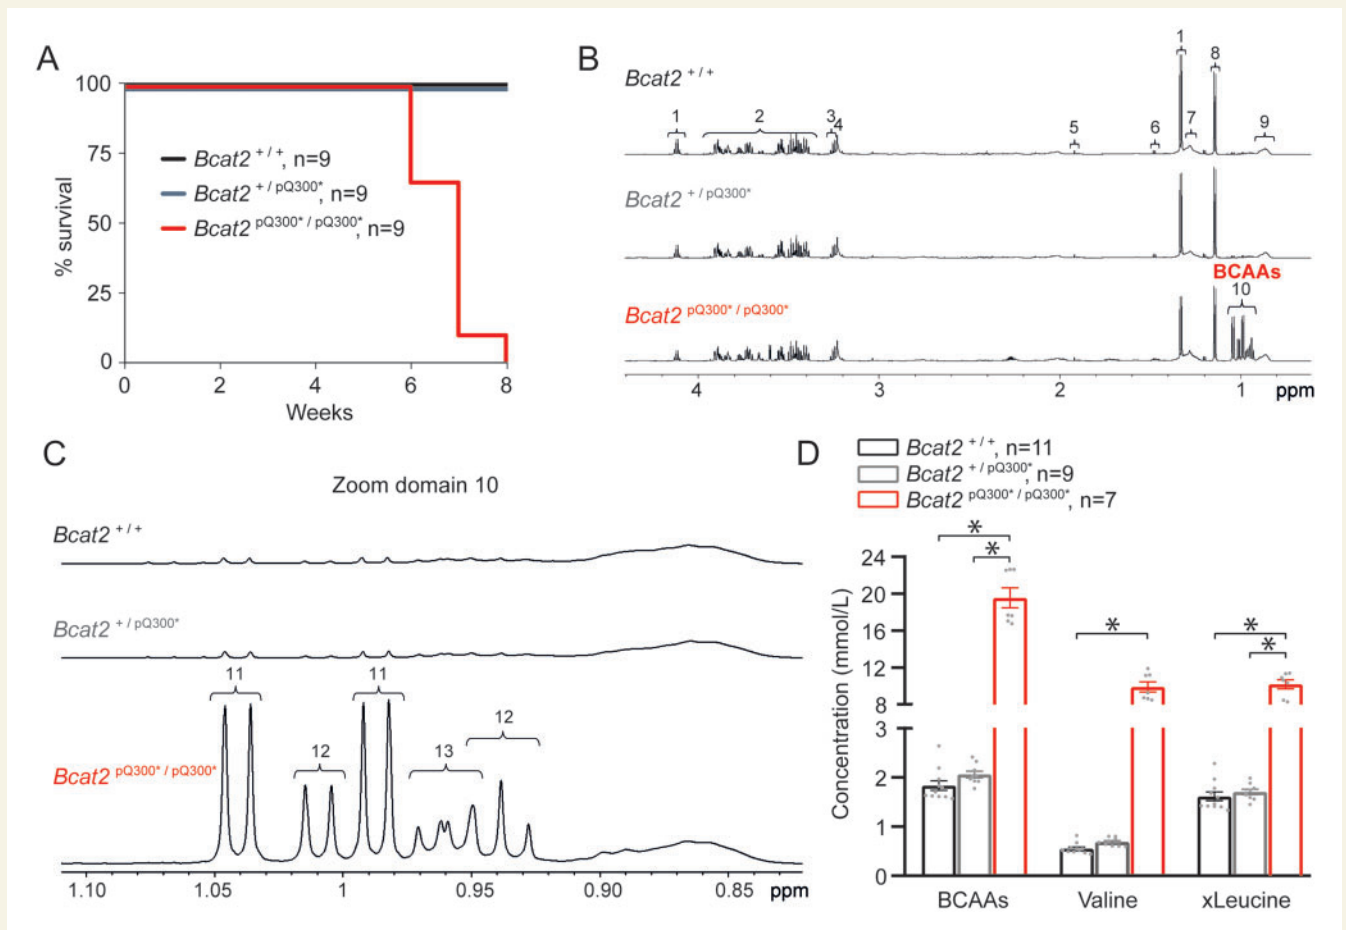 A
100
75
50
25
0
% survival
Bcat2 +/+, n=9
Bcat2 +/pQ300*, n=9
Bcat2 pQ300*/pQ300*, n=9
0 2 4 6 8
Weeks
B
Bcat2 +/+
1 2 3 4 5 6 1 7 8 9
Bcat2 +/pQ300*
BCAAs
10
Bcat2 pQ300*/pQ300*
4 3 2 1 ppm
C
Zoom domain 10
Bcat2 +/+
Bcat2 +/pQ300*
11 12 11 13 12
Bcat2 pQ300*/pQ300*
1.10 1.05 1 0.95 0.90 0.85 ppm
D
Bcat2 +/+, n=11
Bcat2 +/pQ300*, n=9
Bcat2 pQ300*/pQ300*, n=7
* * * * *
24
20
16
12
8
3
2
1
0
Concentration (mmol/L)
BCAAs Valine xLeucine